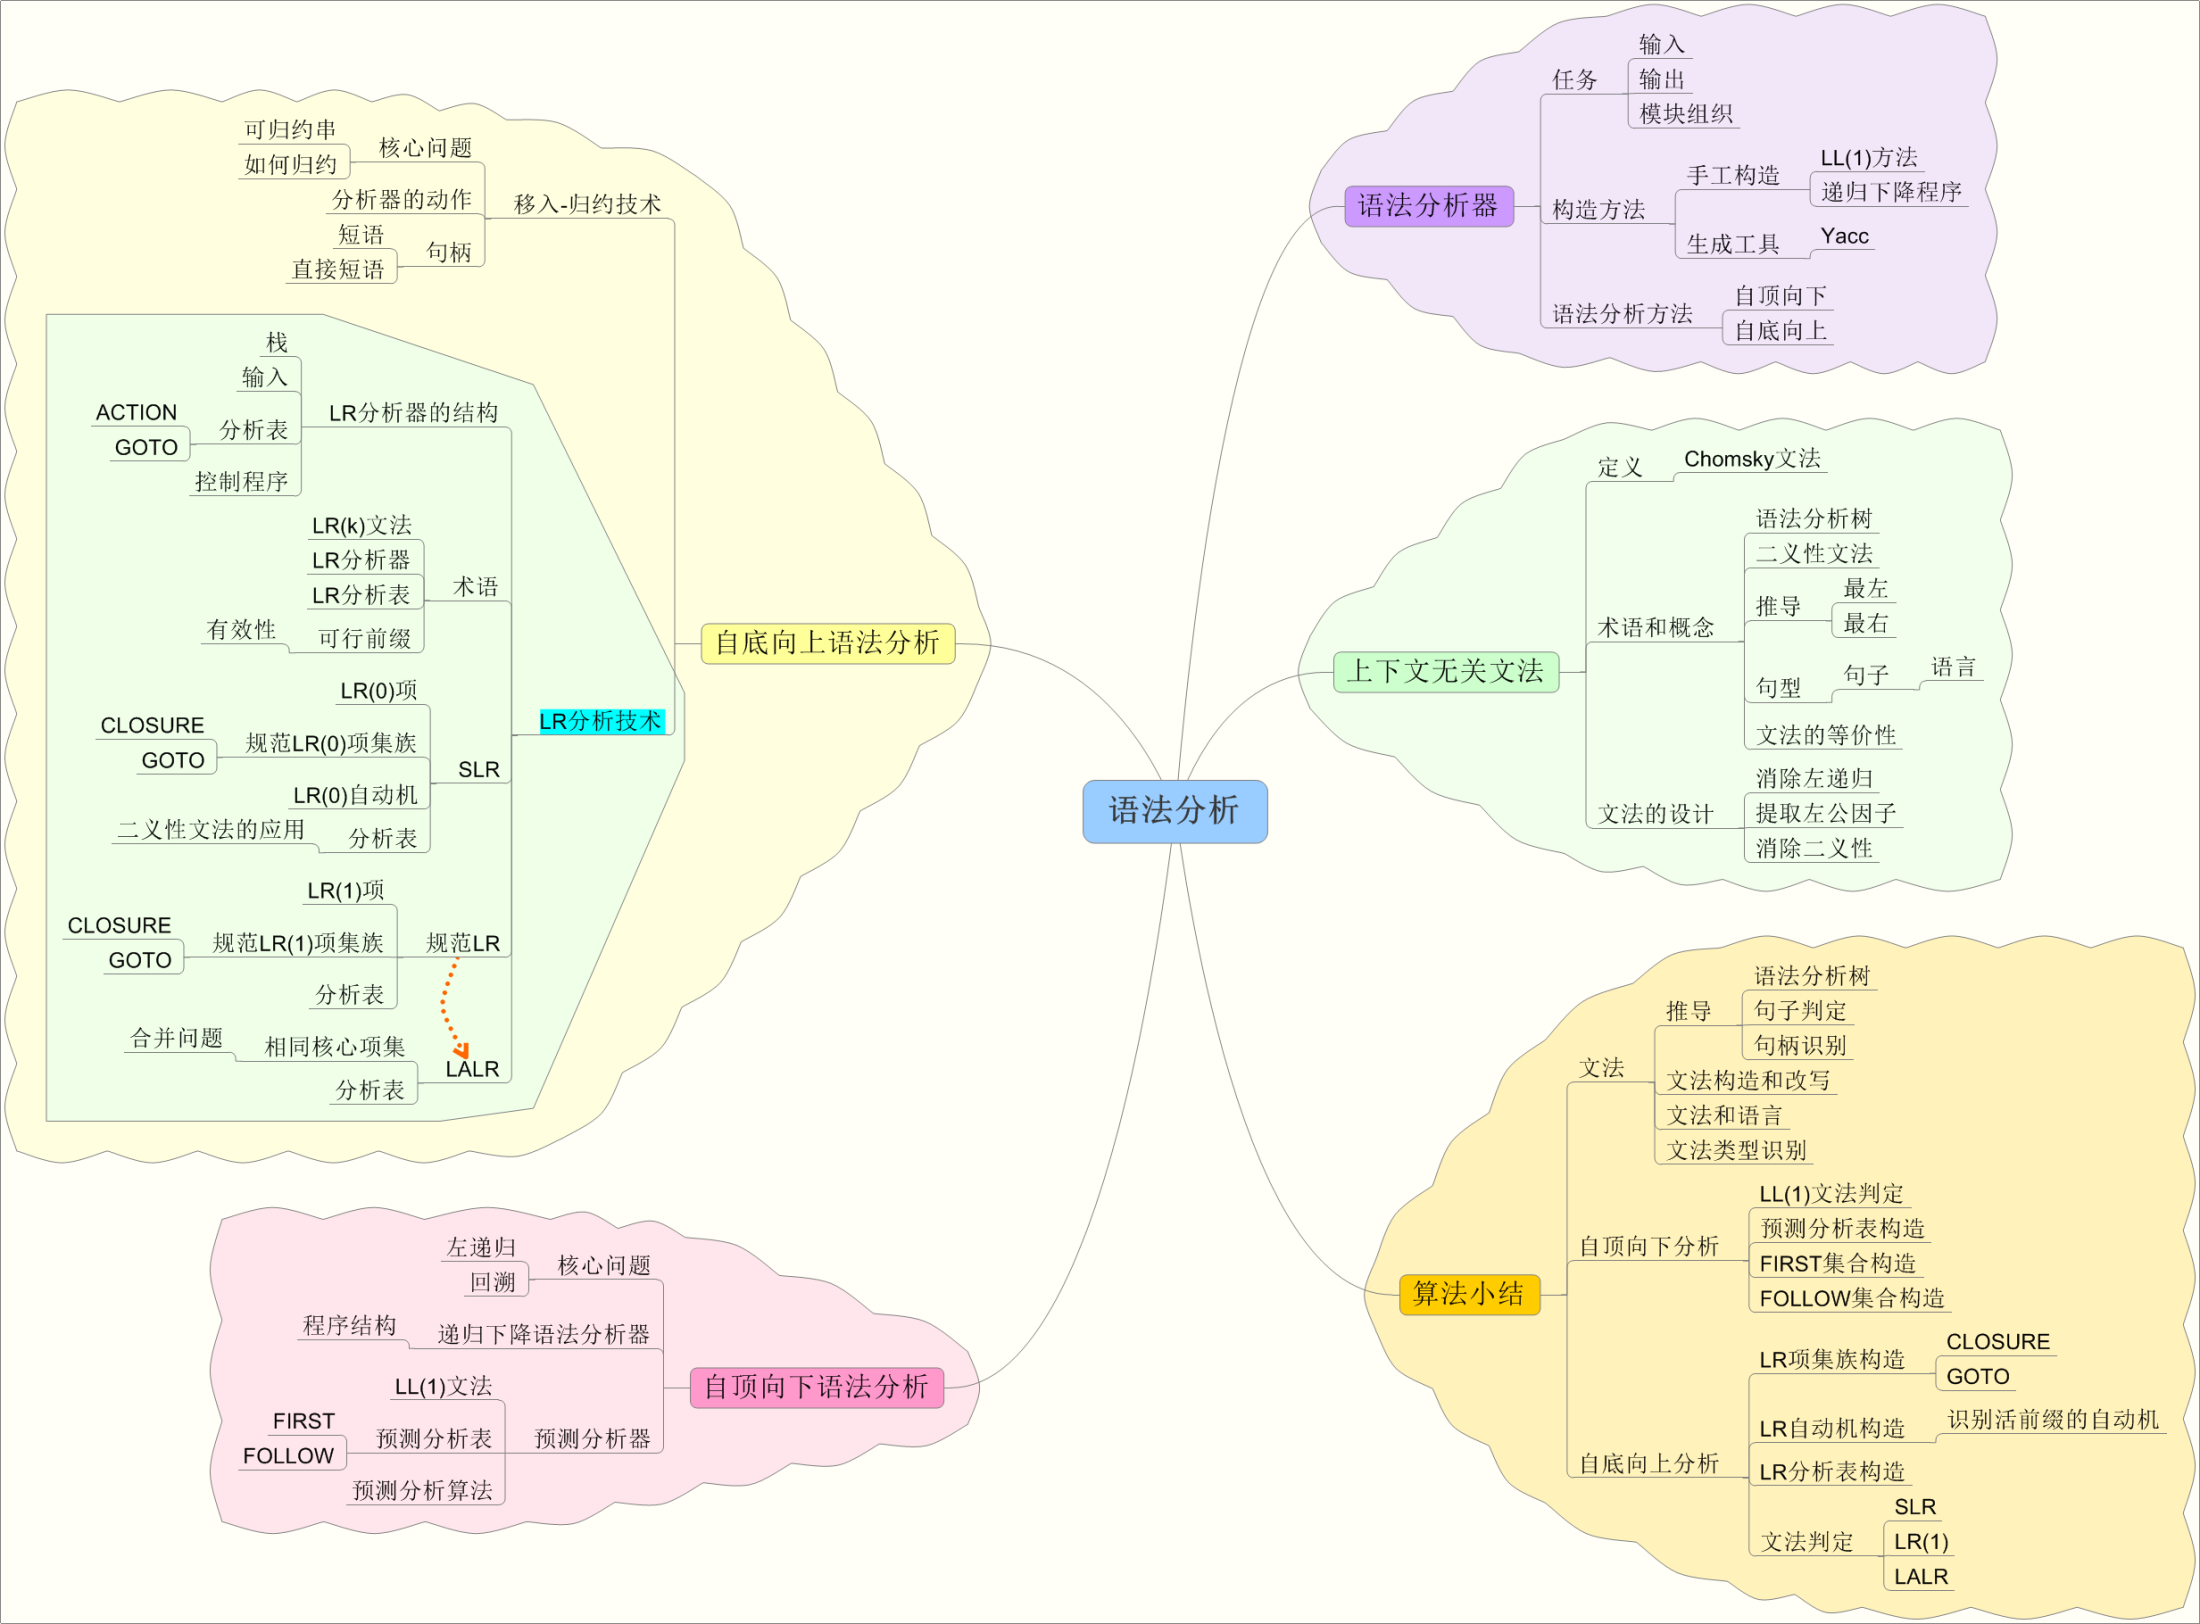 语法分析
语法分析器
任务
输入
输出
模块组织
构造方法
手工构造
LL(1)方法
递归下降程序
生成工具
Yacc
语法分析方法
自顶向下
自底向上
上下文无关文法
定义
Chomsky文法
术语和概念
语法分析树
二义性文法
推导
最左
最右
句型
句子
语言
文法的等价性
文法的设计
消除左递归
提取左公因子
消除二义性
算法小结
文法
推导
语法分析树
句子判定
句柄识别
文法构造和改写
文法和语言
文法类型识别
自顶向下分析
LL(1)文法判定
预测分析表构造
FIRST集合构造
FOLLOW集合构造
自底向上分析
LR项集族构造
CLOSURE
GOTO
LR自动机构造
识别活前缀的自动机
LR分析表构造
文法判定
SLR
LR(1)
LALR
自底向上语法分析
移入-归约技术
核心问题
可归约串
如何归约
分析器的动作
句柄
短语
直接短语
LR分析技术
LR分析器的结构
栈
输入
分析表
ACTION
GOTO
控制程序
术语
LR(k)文法
LR分析器
LR分析表
可行前缀
有效性
SLR
LR(0)项
规范LR(0)项集族
CLOSURE
GOTO
LR(0)自动机
分析表
二义性文法的应用
规范LR
LR(1)项
规范LR(1)项集族
CLOSURE
GOTO
分析表
LALR
相同核心项集
合并问题
分析表
自顶向下语法分析
核心问题
左递归
回溯
递归下降语法分析器
程序结构
预测分析器
LL(1)文法
预测分析表
FIRST
FOLLOW
预测分析算法